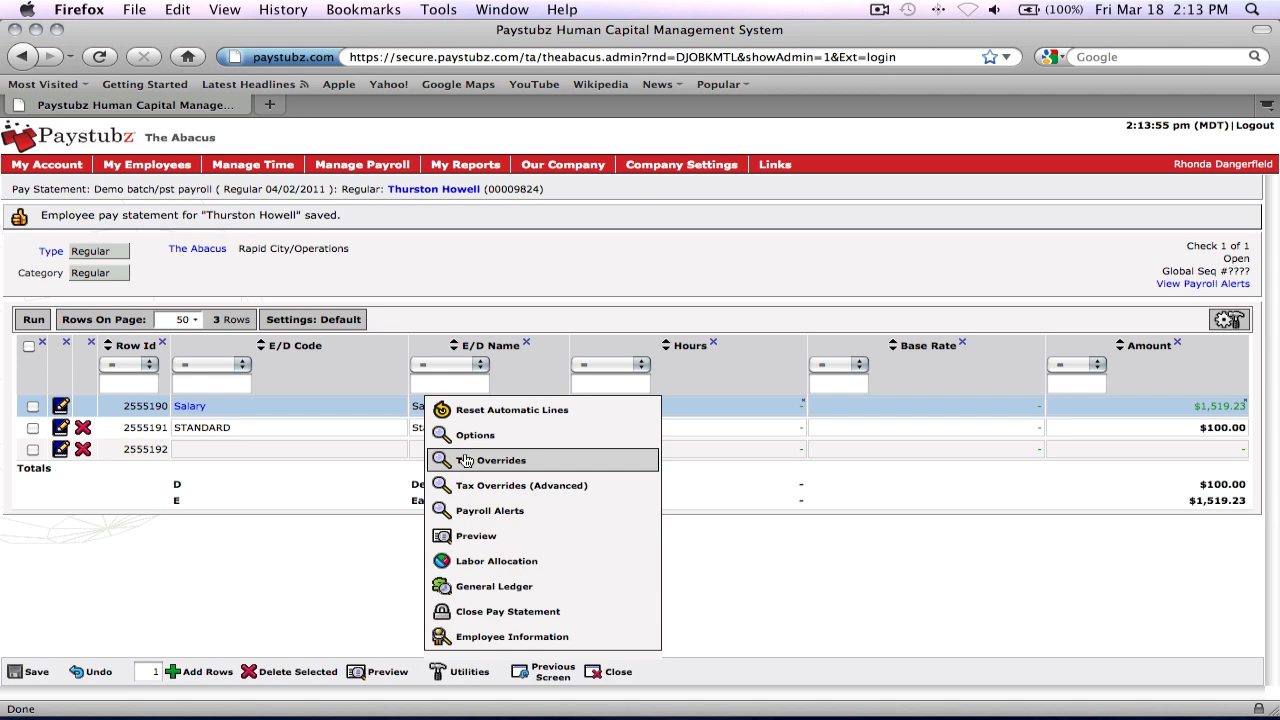 Firefox File Edit View History Bookmarks Tools Window Help (100%) Fri Mar 18 2:13 PM
Paystubz Human Capital Management System
paystubz.com https://secure.paystubz.com/ta/theabacus.admin?rnd=DJOBKMTL&showAdmin=1&Ext=login Google
Most Visited Getting Started Latest Headlines Apple Yahoo! Google Maps YouTube Wikipedia News Popular
Paystubz Human Capital Manage... +
2:13:55 pm (MDT)|Logout
Paystubz The Abacus
My Account My Employees Manage Time Manage Payroll My Reports Our Company Company Settings Links Rhonda Dangerfield
Pay Statement: Demo batch/pst payroll ( Regular 04/02/2011 ): Regular: Thurston Howell (00009824)
Employee pay statement for "Thurston Howell" saved.
Type Regular The Abacus Rapid City/Operations Check 1 of 1
Open
Category Regular Global Seq #????
View Payroll Alerts
Run Rows On Page: 50 3 Rows Settings: Default
Row Id E/D Code E/D Name Hours Base Rate Amount
= = = = = =
2555190 Salary Sa - - $1,519.23
2555191 STANDARD Sta - - $100.00
2555192 - - -
Totals
D De - $100.00
E Ea - $1,519.23
Reset Automatic Lines
Options
Overrides
Tax Overrides (Advanced)
Payroll Alerts
Preview
Labor Allocation
General Ledger
Close Pay Statement
Employee Information
Save Undo 1 Add Rows Delete Selected Preview Utilities Previous Screen Close
Done